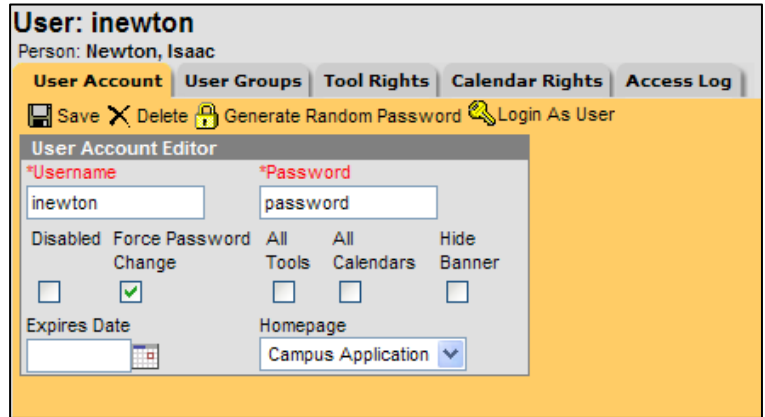 User: inewton
Person: Newton, Isaac
User Account User Groups Tool Rights Calendar Rights Access Log
Save Delete Generate Random Password Login As User
User Account Editor
*Username *Password
inewton password
Disabled Force Password Change All Tools All Calendars Hide Banner
Expires Date Homepage
Campus Application